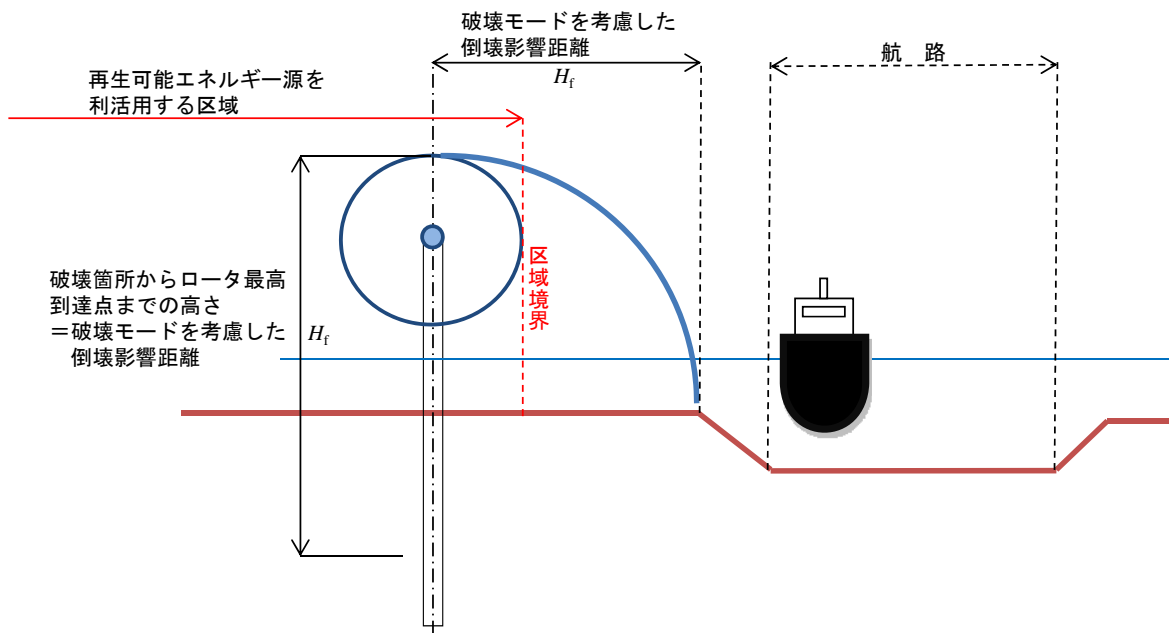 破壊モードを考慮した
倒壊影響距離
H_f
航　路
再生可能エネルギー源を
利活用する区域
区域境界
破壊箇所からロータ最高
到達点までの高さ
＝破壊モードを考慮した
倒壊影響距離
H_f